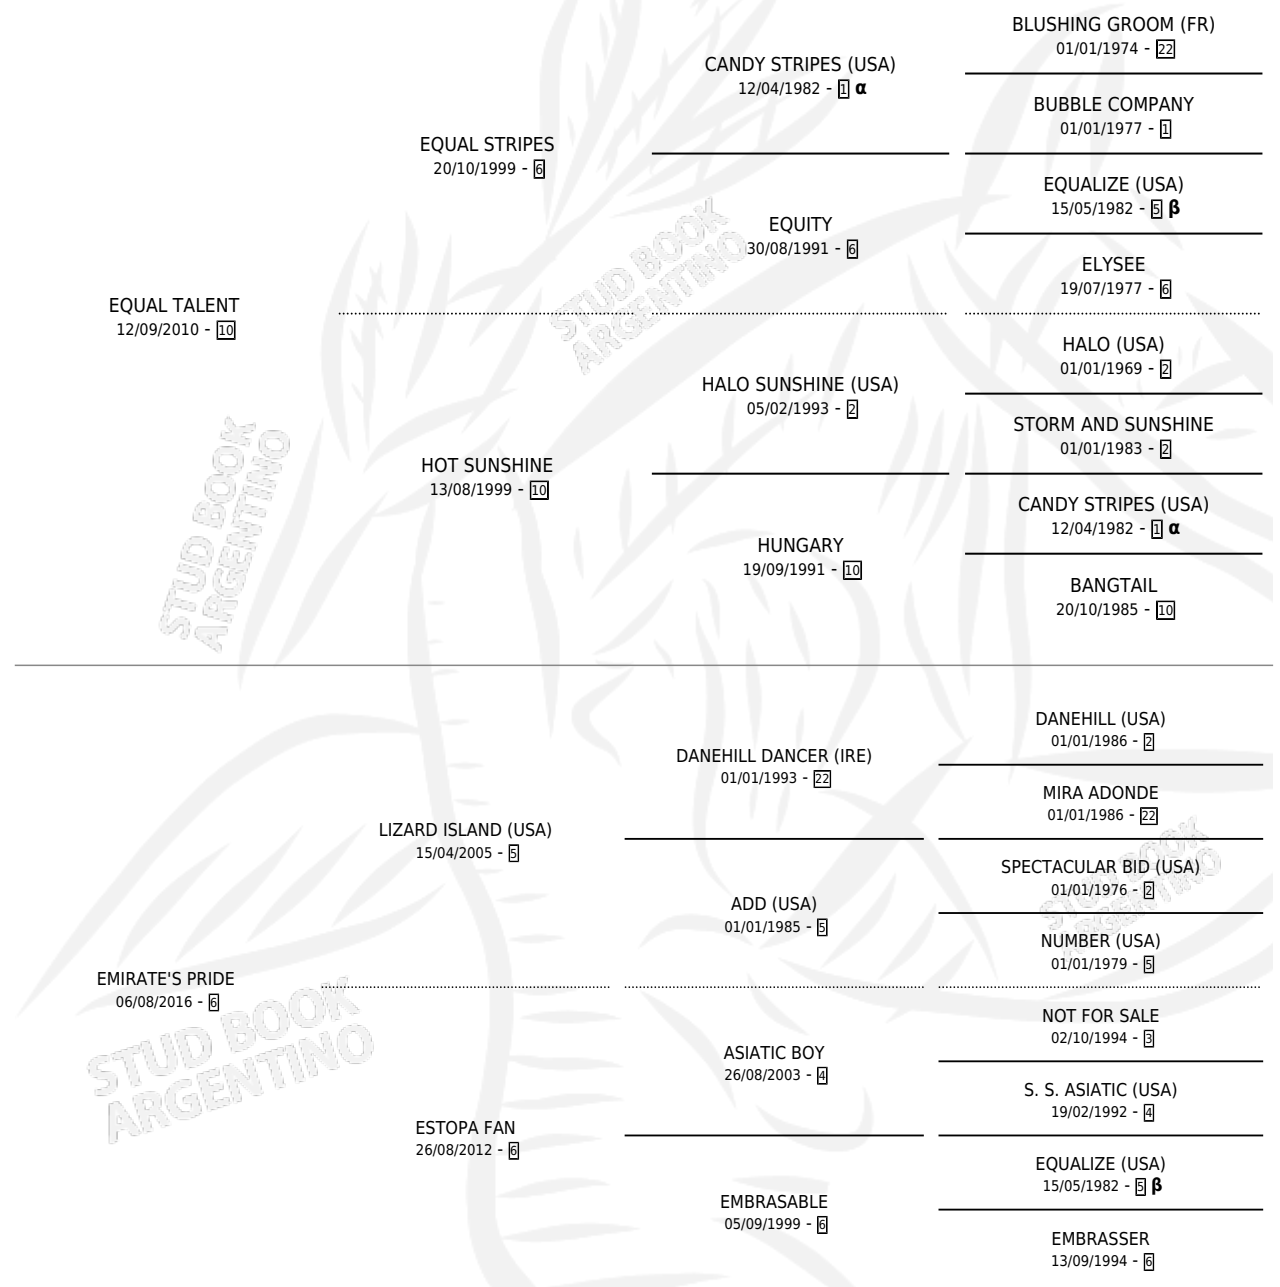 BLUSHING GROOM (FR)
01/01/1974 - 22
CANDY STRIPES (USA)
12/04/1982 - 1 α
BUBBLE COMPANY
01/01/1977 - 1
EQUAL STRIPES
20/10/1999 - 6
EQUALIZE (USA)
15/05/1982 - 5 β
EQUITY
30/08/1991 - 6
ELYSEE
19/07/1977 - 6
EQUAL TALENT
12/09/2010 - 10
HALO (USA)
01/01/1969 - 2
HALO SUNSHINE (USA)
05/02/1993 - 2
STORM AND SUNSHINE
01/01/1983 - 2
HOT SUNSHINE
13/08/1999 - 10
CANDY STRIPES (USA)
12/04/1982 - 1 α
HUNGARY
19/09/1991 - 10
BANGTAIL
20/10/1985 - 10
DANEHILL (USA)
01/01/1986 - 2
DANEHILL DANCER (IRE)
01/01/1993 - 22
MIRA ADONDE
01/01/1986 - 22
LIZARD ISLAND (USA)
15/04/2005 - 5
SPECTACULAR BID (USA)
01/01/1976 - 2
ADD (USA)
01/01/1985 - 5
NUMBER (USA)
01/01/1979 - 5
EMIRATE'S PRIDE
06/08/2016 - 6
NOT FOR SALE
02/10/1994 - 3
ASIATIC BOY
26/08/2003 - 4
S. S. ASIATIC (USA)
19/02/1992 - 4
ESTOPA FAN
26/08/2012 - 6
EQUALIZE (USA)
15/05/1982 - 5 β
EMBRASABLE
05/09/1999 - 6
EMBRASSER
13/09/1994 - 6
STUD BOOK
ARGENTINO
STUD BOOK
ARGENTINO
STUD BOOK
ARGENTINO
STUD BOOK
ARGENTINO